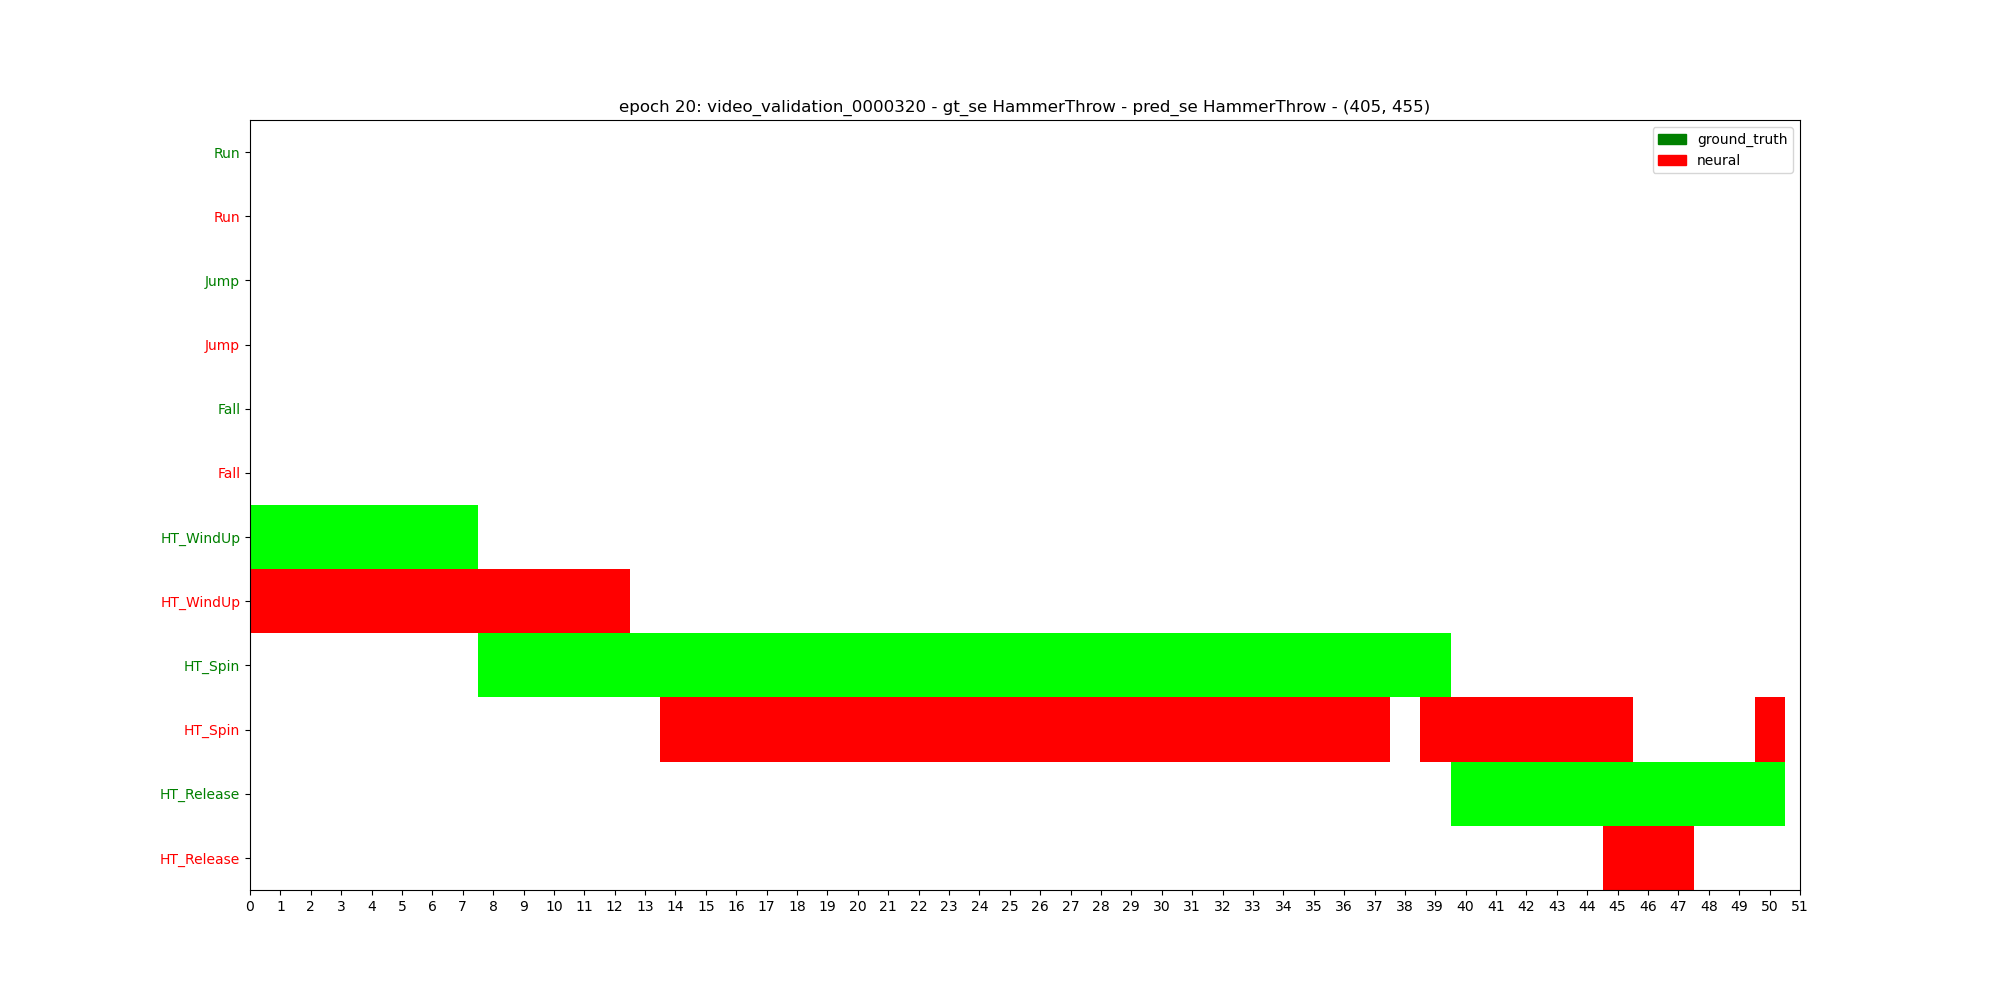 epoch 20: video_validation_0000320 - gt_se HammerThrow - pred_se HammerThrow - (405, 455)
ground_truth
neural
Run
Run
Jump
Jump
Fall
Fall
HT_WindUp
HT_WindUp
HT_Spin
HT_Spin
HT_Release
HT_Release
0 1 2 3 4 5 6 7 8 9 10 11 12 13 14 15 16 17 18 19 20 21 22 23 24 25 26 27 28 29 30 31 32 33 34 35 36 37 38 39 40 41 42 43 44 45 46 47 48 49 50 51